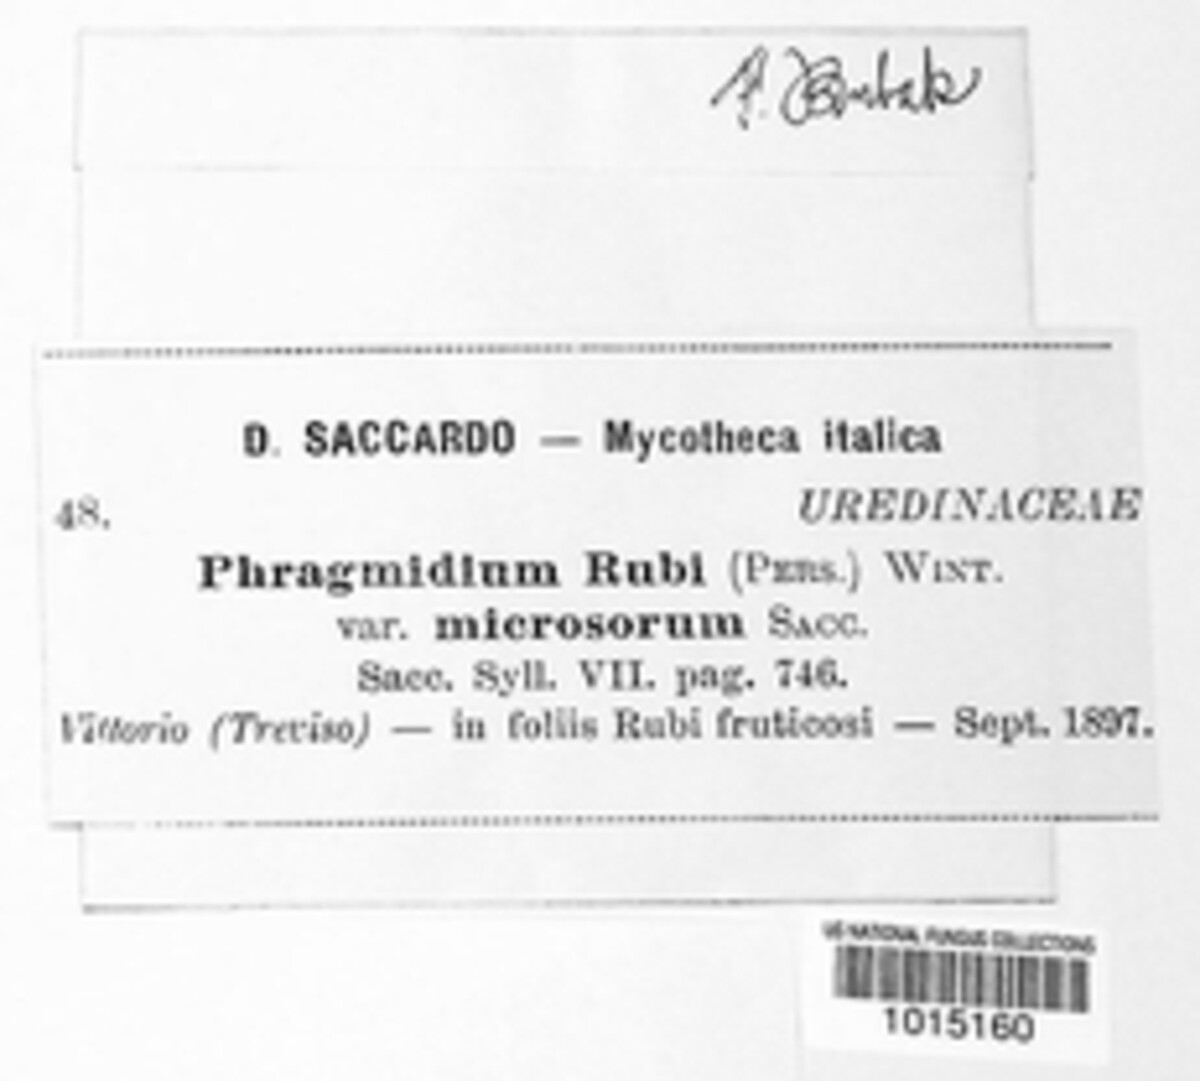 D. SACCARDO — Mycotheca italica
48.
UREDINACEAE
Phragmidium Rubi (Pers.) Wint.
var. microsorum Sacc.
Sacc. Syll. VII. pag. 746.
Vittorio (Treviso) — in foliis Rubi fruticosi — Sept. 1897.
US NATIONAL FUNGUS COLLECTIONS
1015160